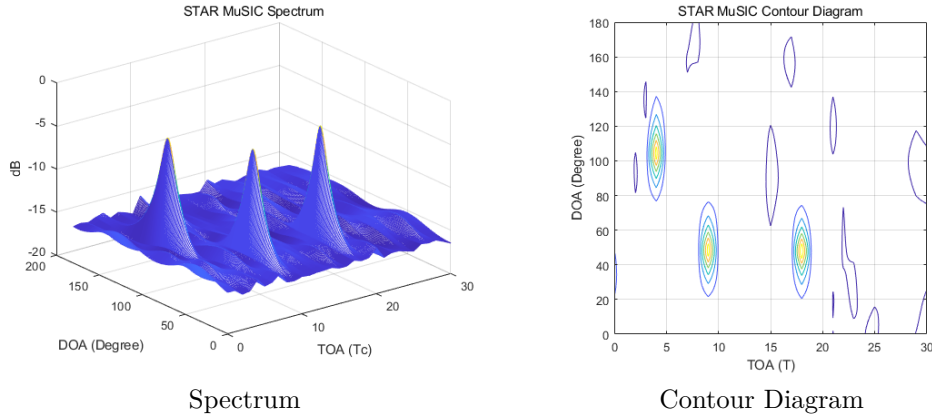 STAR MuSIC Spectrum
0
-5
-10
-15
-20
dB
200
150
100
50
0
DOA (Degree)
0
10
20
30
TOA (Tc)
Spectrum
STAR MuSIC Contour Diagram
180
160
140
120
100
80
60
40
20
0
DOA (Degree)
0 5 10 15 20 25 30
TOA (T)
Contour Diagram